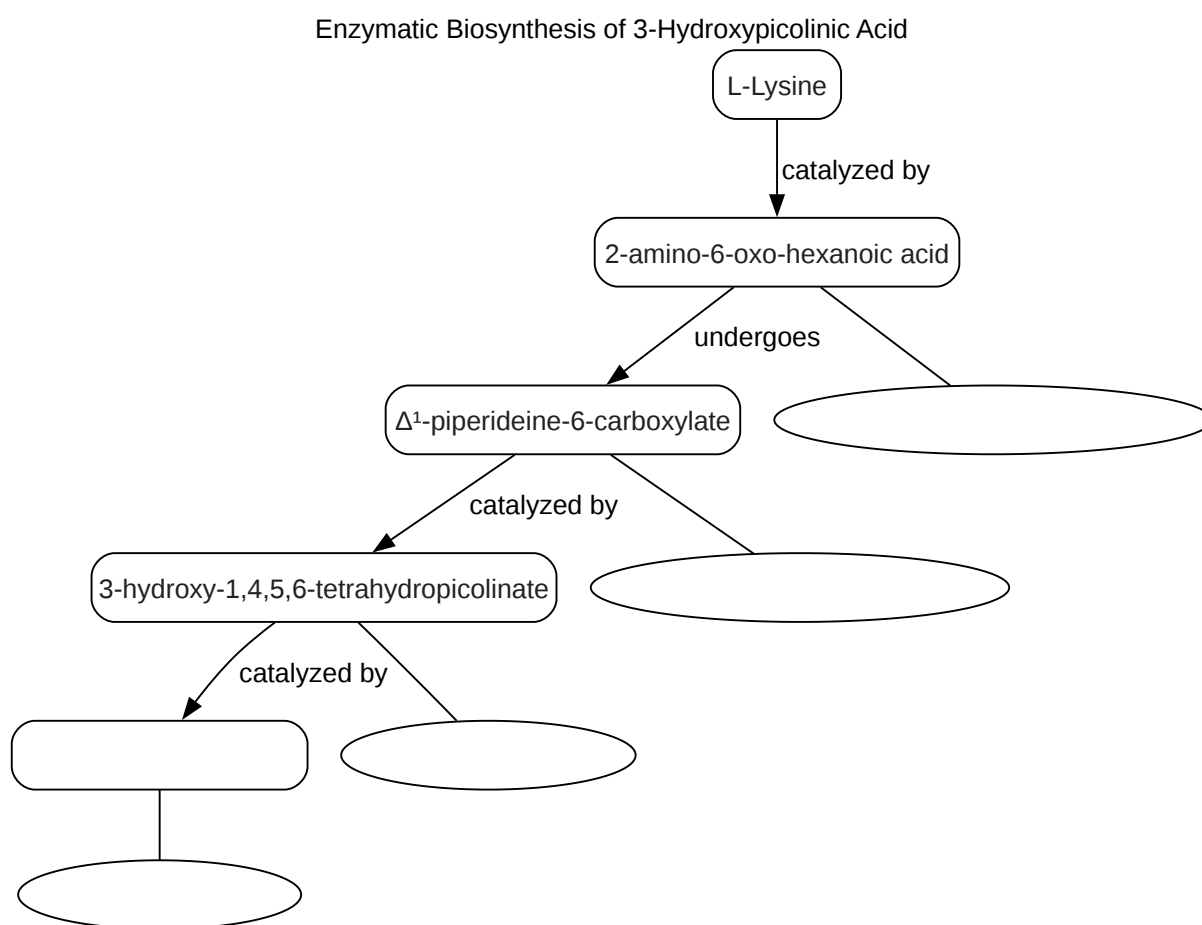 Enzymatic Biosynthesis of 3-Hydroxypicolinic Acid
L-Lysine
catalyzed by
2-amino-6-oxo-hexanoic acid
undergoes
Δ¹-piperideine-6-carboxylate
catalyzed by
3-hydroxy-1,4,5,6-tetrahydropicolinate
catalyzed by